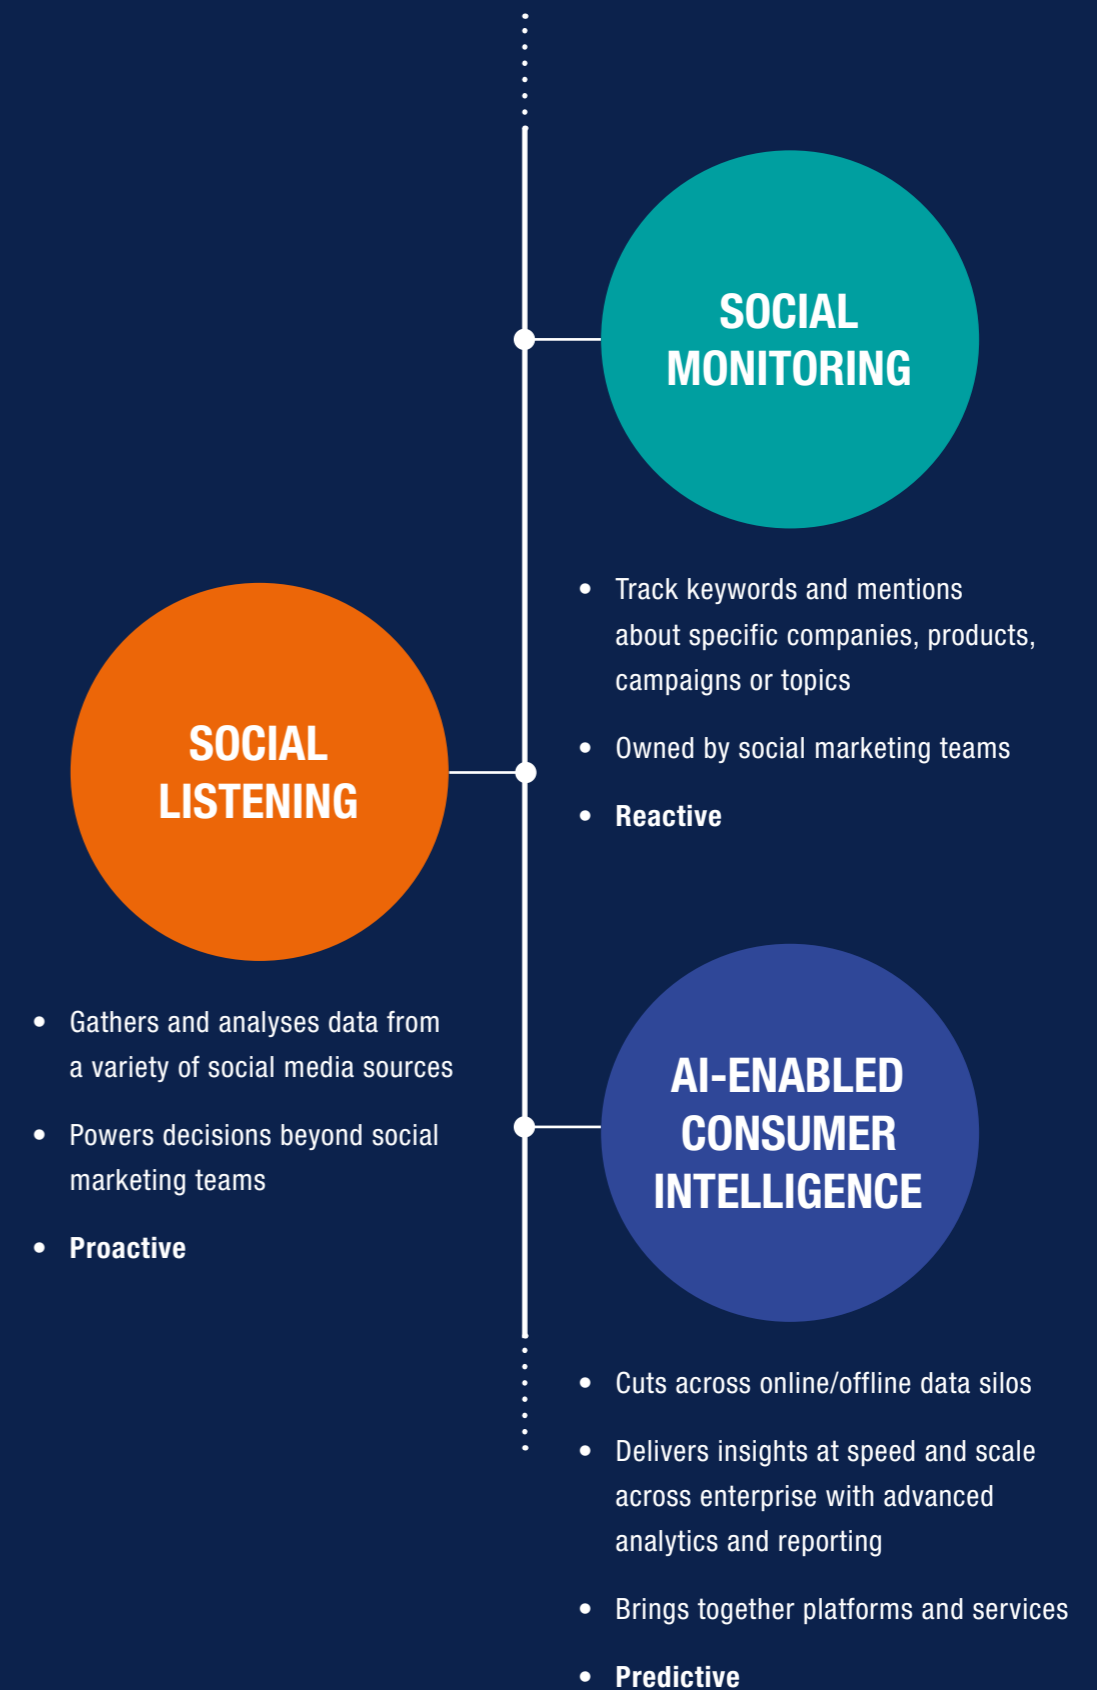 SOCIAL
MONITORING
• Track keywords and mentions
about specific companies, products,
campaigns or topics
• Owned by social marketing teams
• Reactive
SOCIAL
LISTENING
• Gathers and analyses data from
a variety of social media sources
• Powers decisions beyond social
marketing teams
• Proactive
AI-ENABLED
CONSUMER
INTELLIGENCE
• Cuts across online/offline data silos
• Delivers insights at speed and scale
across enterprise with advanced
analytics and reporting
• Brings together platforms and services
• Predictive